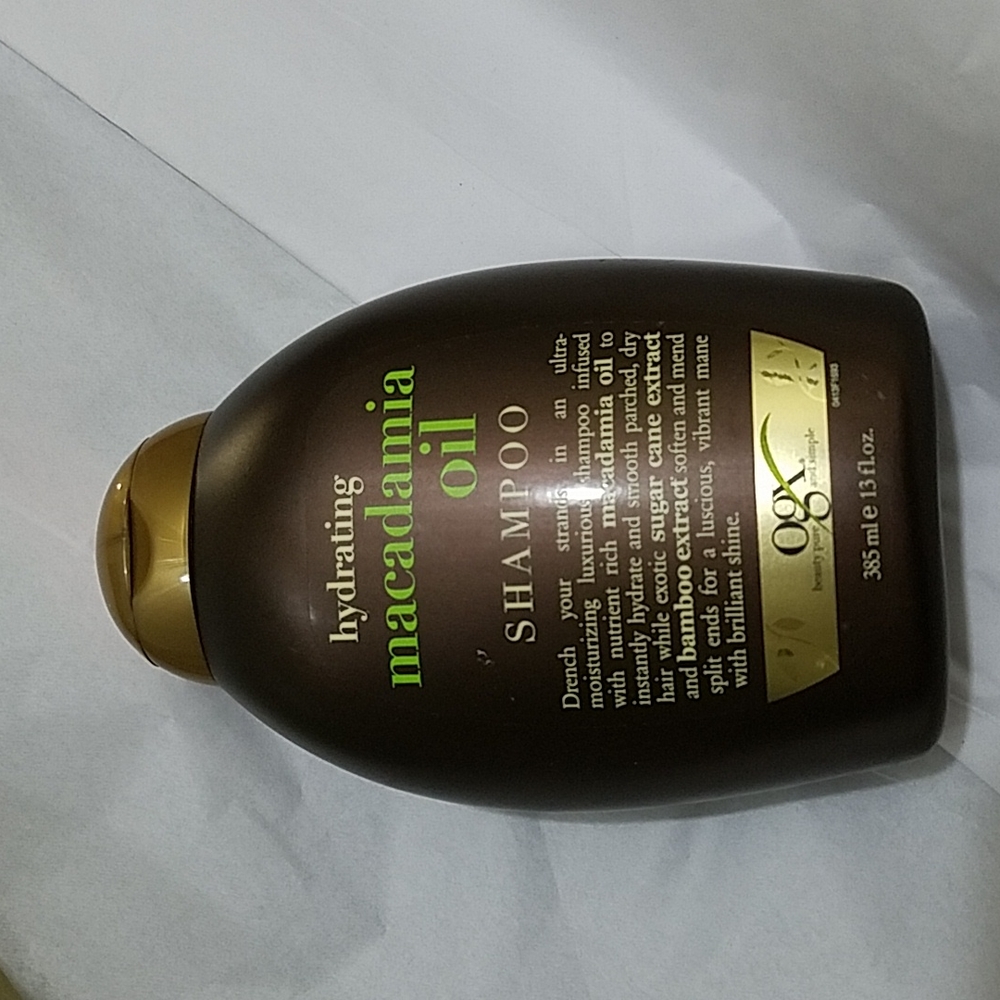 hydrating
macadamia
oil
SHAMPOO
Drench your strands in an ultra-
moisturizing luxurious shampoo infused
with nutrient rich macadamia oil to
instantly hydrate and smooth parched, dry
hair while exotic sugar cane extract
and bamboo extract soften and mend
split ends for a luscious, vibrant mane
with brilliant shine.
ogx
beauty pure and simple
385 ml e 13 fl.oz.